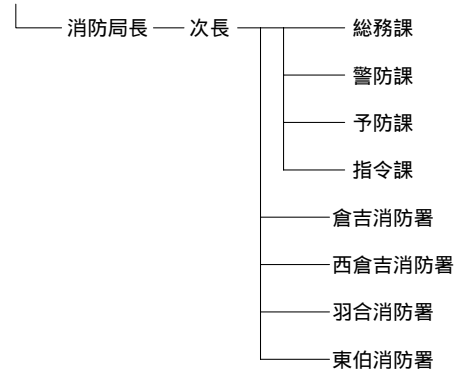 消防局長 次長 総務課
警防課
予防課
指令課
倉吉消防署
西倉吉消防署
羽合消防署
東伯消防署